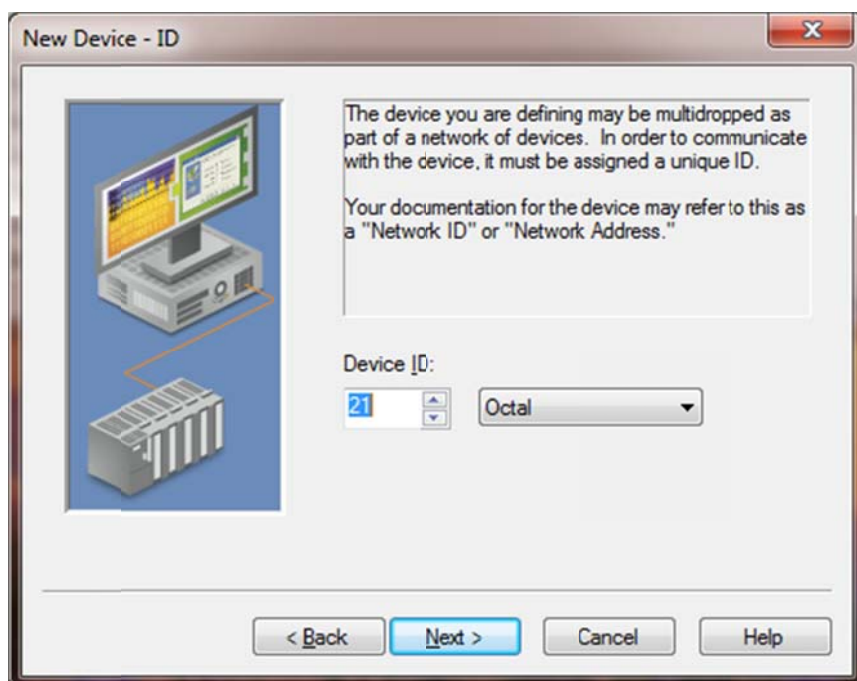 New Device - ID
The device you are defining may be multidropped as
part of a network of devices.  In order to communicate
with the device, it must be assigned a unique ID.
Your documentation for the device may refer to this as
a "Network ID" or "Network Address."
Device ID:
21
Octal
< Back
Next >
Cancel
Help